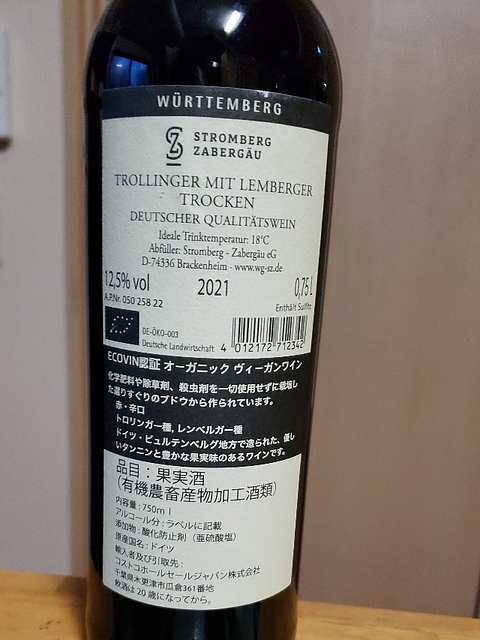 WÜRTTEMBERG
STROMBERG
ZABERGÄU
TROLLINGER MIT LEMBERGER
TROCKEN
DEUTSCHER QUALITÄTSWEIN
Ideale Trinktemperatur: 18°C
Abfüller: Stromberg - Zabergäu eG
D-74336 Brackenheim - www.wg-sz.de
12,5% vol 2021 0,75 L
A.P.Nr. 050 258 22 Enthält Sulfite
DE-ÖKO-003
Deutsche Landwirtschaft 4 012172 712342
ECOVIN認証 オーガニック ヴィーガンワイン
化学肥料や除草剤、殺虫剤を一切使用せずに栽培し
た選りすぐりのブドウから作られています。
赤・辛口
トロリンガー種, レンベルガー種
ドイツ・ビュルテンベルグ地方で造られた、優し
いタンニンと豊かな果実味のあるワインです。
品目：果実酒
(有機農畜産物加工酒類)
内容量：750ml
アルコール分：ラベルに記載
添加物：酸化防止剤（亜硫酸塩）
原産国名：ドイツ
輸入者及び引取先：
コストコホールセールジャパン株式会社
千葉県木更津市瓜倉361番地
飲酒は20歳になってから。